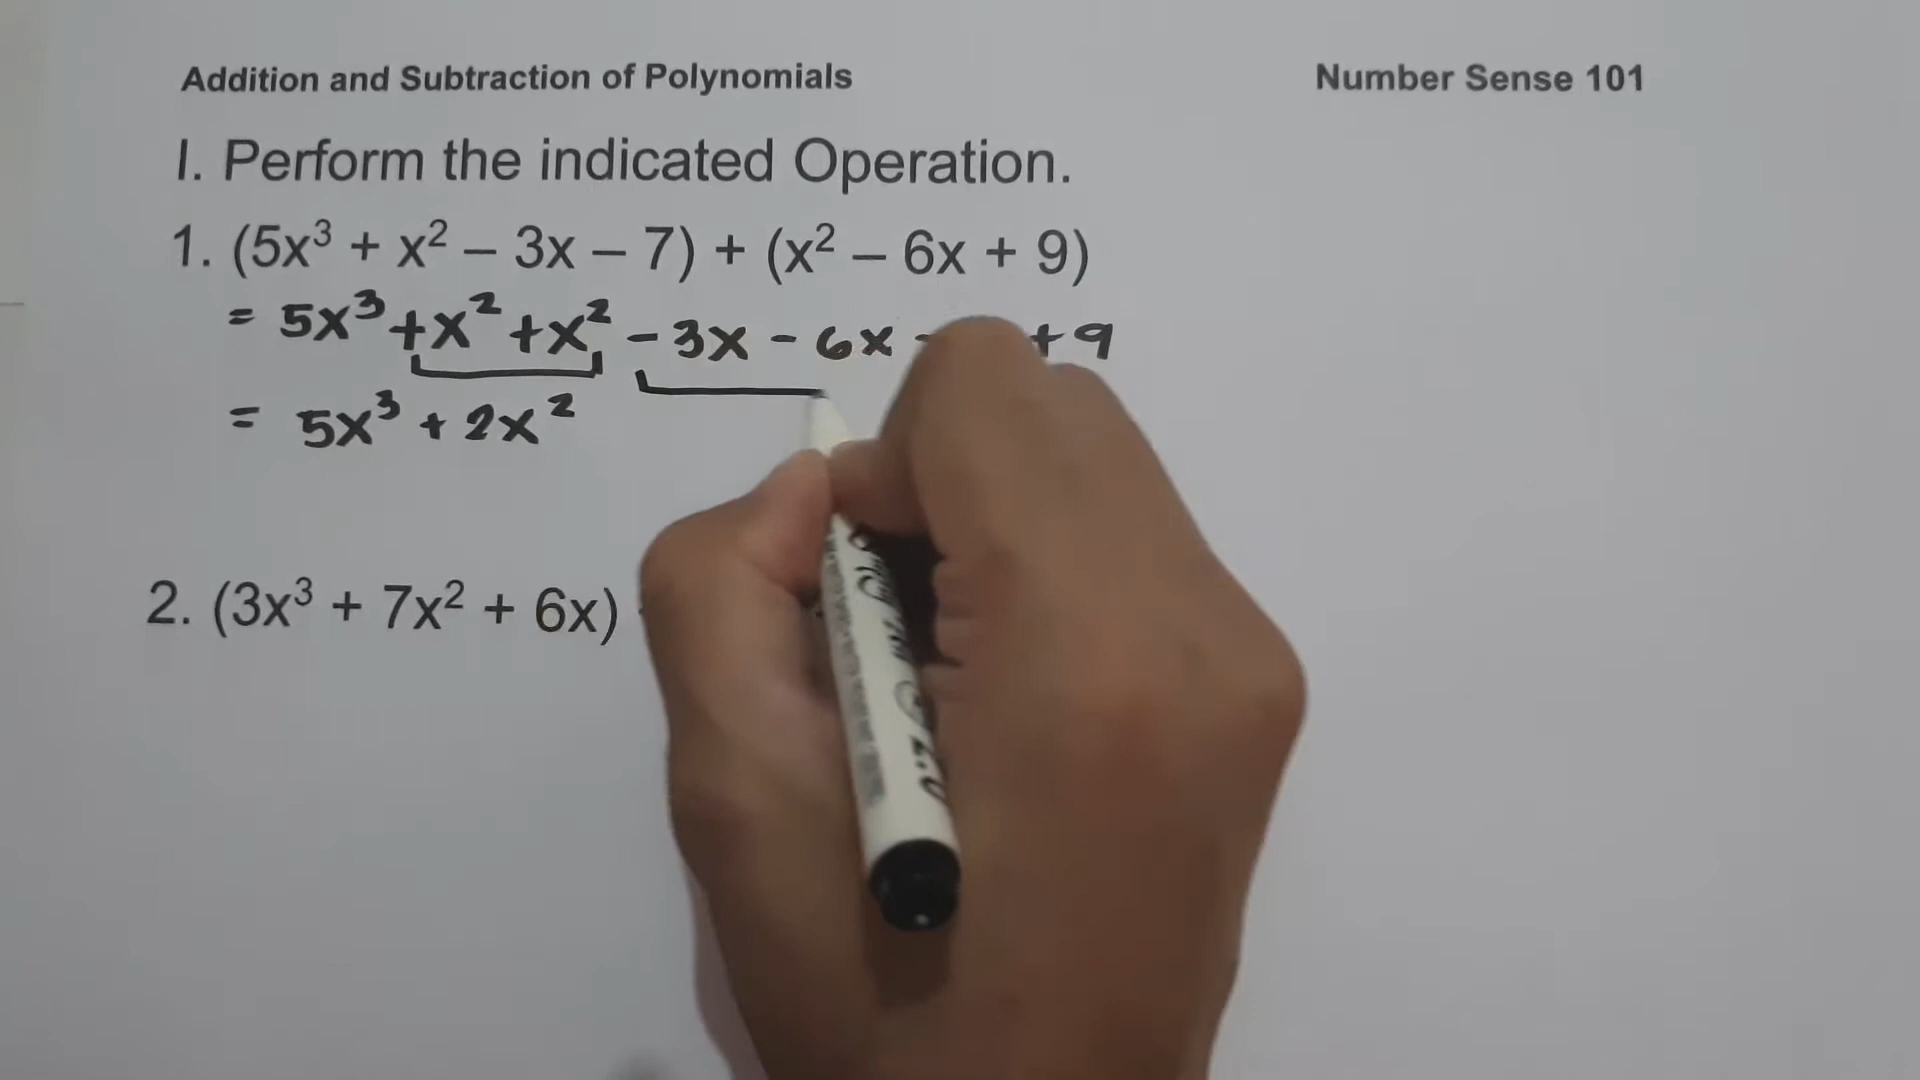 Addition and Subtraction of Polynomials
Number Sense 101
I. Perform the indicated Operation.
1. (5x³ + x² – 3x – 7) + (x² – 6x + 9)
= 5x³ +x² +x² -3x - 6x - +9
= 5x³ + 2x²
2. (3x³ + 7x² + 6x)